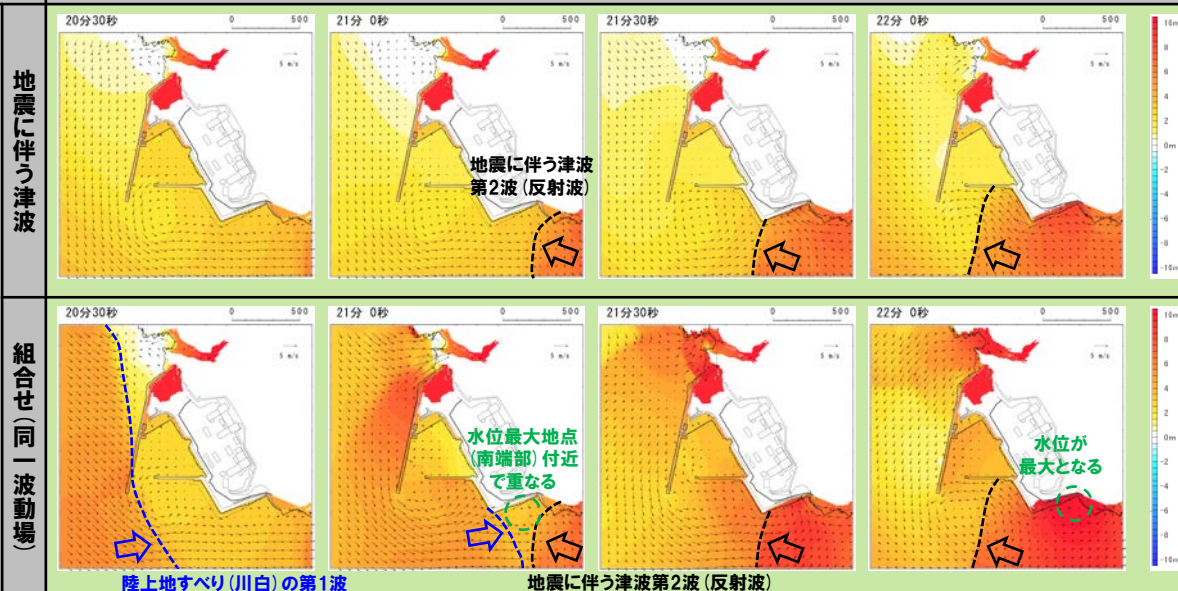 地震に伴う津波
20分30秒
0 500
5 m/s
21分 0秒
0 500
5 m/s
地震に伴う津波
第2波(反射波)
21分30秒
0 500
5 m/s
22分 0秒
0 500
5 m/s
10m
8
6
4
2
0m
-2
-4
-6
-8
-10m
組合せ(同一波動場)
20分30秒
0 500
5 m/s
21分 0秒
0 500
5 m/s
水位最大地点
(南端部)付近
で重なる
21分30秒
0 500
5 m/s
22分 0秒
0 500
5 m/s
水位が
最大となる
10m
8
6
4
2
0m
-2
-4
-6
-8
-10m
陸上地すべり(川白)の第1波
地震に伴う津波第2波(反射波)